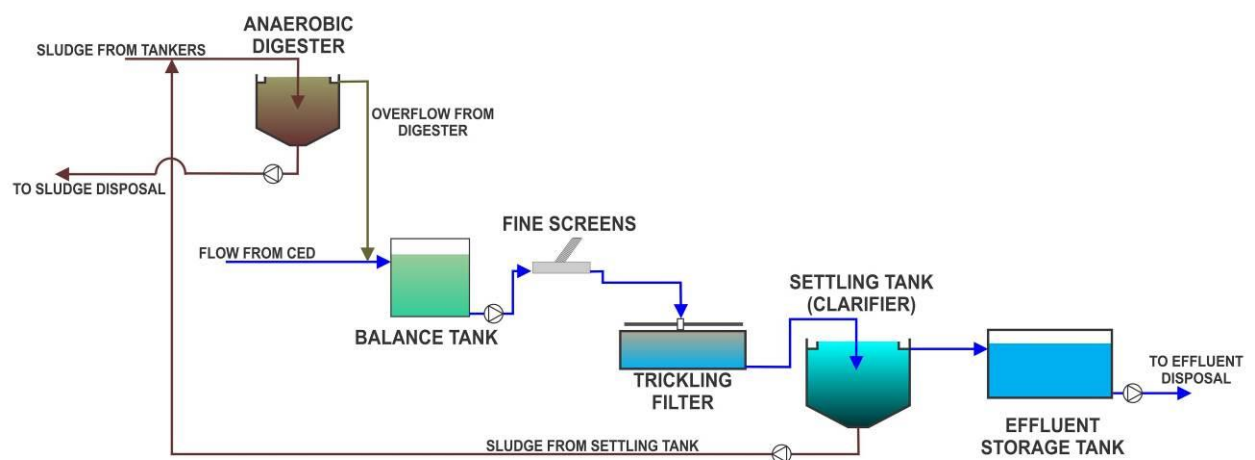 ANAEROBIC
DIGESTER
SLUDGE FROM TANKERS
OVERFLOW FROM
DIGESTER
TO SLUDGE DISPOSAL
FLOW FROM CED
FINE SCREENS
BALANCE TANK
SETTLING TANK
(CLARIFIER)
TRICKLING
FILTER
TO EFFLUENT
DISPOSAL
EFFLUENT
STORAGE TANK
SLUDGE FROM SETTLING TANK